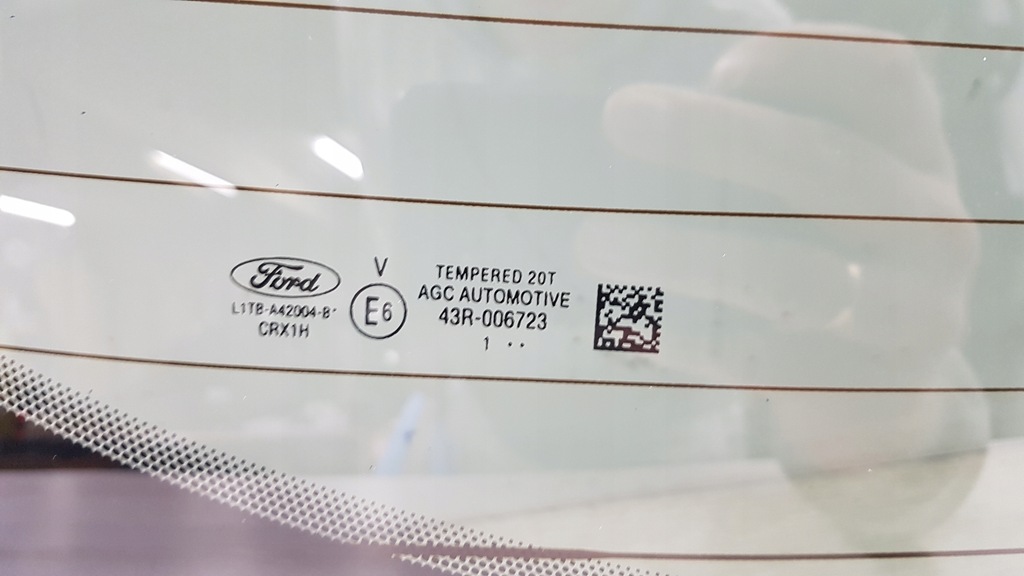 Ford
L1TB-A42004-B*
CRX1H
V
E6
TEMPERED 20T
AGC AUTOMOTIVE
43R-006723
1 ··